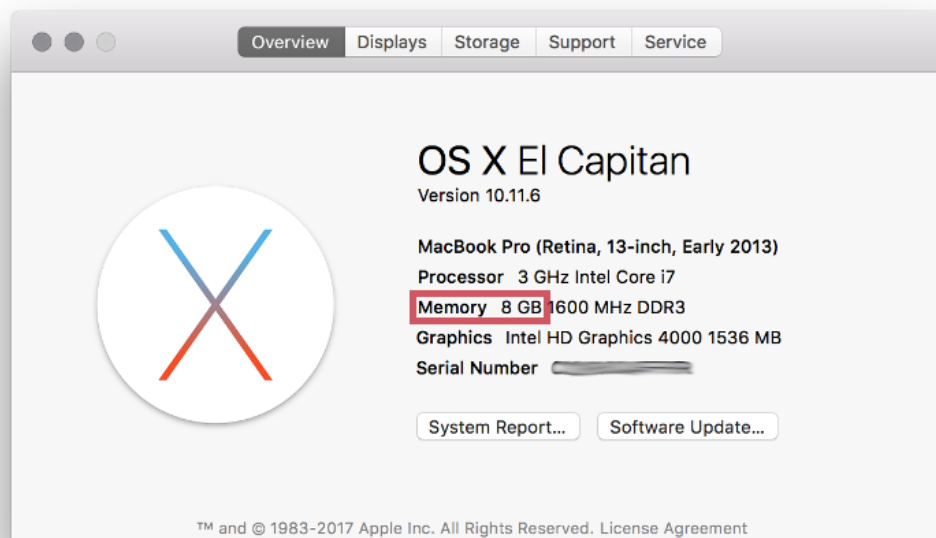 Overview Displays Storage Support Service
OS X El Capitan
Version 10.11.6
MacBook Pro (Retina, 13-inch, Early 2013)
Processor 3 GHz Intel Core i7
Memory 8 GB 1600 MHz DDR3
Graphics Intel HD Graphics 4000 1536 MB
Serial Number
System Report... Software Update...
™ and © 1983-2017 Apple Inc. All Rights Reserved. License Agreement